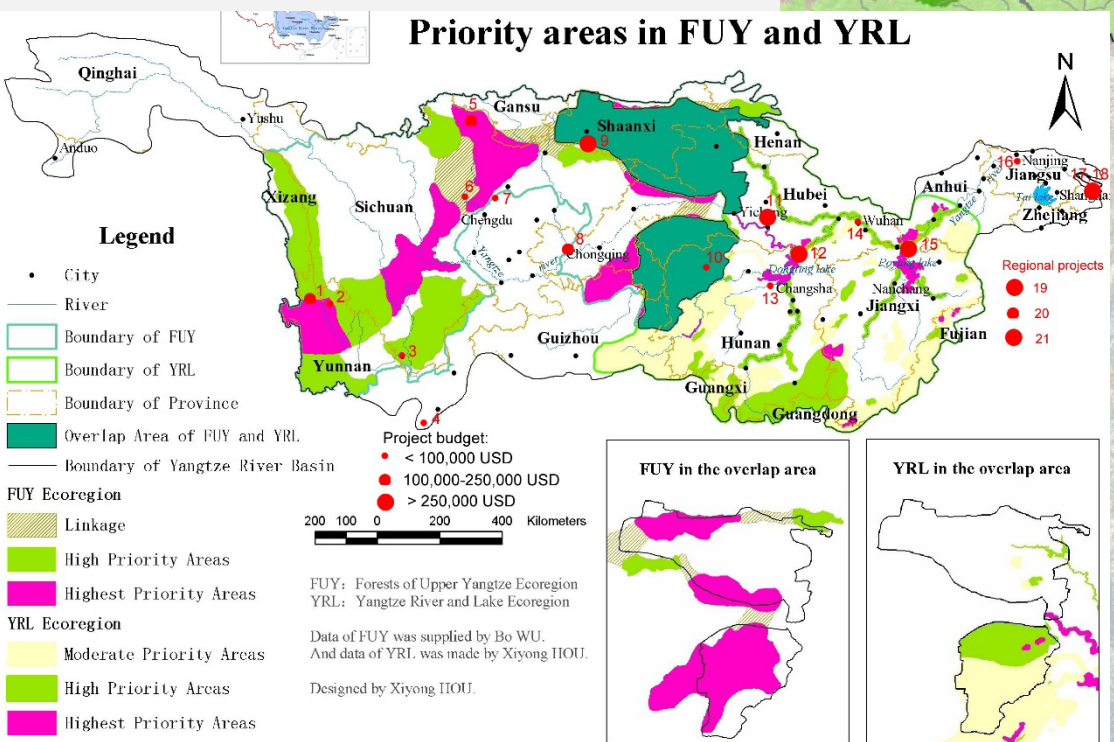 Priority areas in FUY and YRL
N
Qinghai
Yushu
Anduo
Xizang
Sichuan
Gansu
Shaanxi
Henan
Hubei
Anhui
Nanjing
Jiangsu
Tai lake
Zhejiang
Chengdu
Chongqing
Yangtze
river
Yangtze
River
Yichang
Wuhan
Dongting lake
Changsha
Poyang lake
Nanchang
Jiangxi
Fujian
Hunan
Guizhou
Yunnan
Guangxi
Guangdong
1
2
3
4
5
6
7
8
9
10
11
12
13
14
15
16
17
18
Regional projects
19
20
21
Legend
City
River
Boundary of FUY
Boundary of YRL
Boundary of Province
Overlap Area of FUY and YRL
Boundary of Yangtze River Basin
FUY Ecoregion
Linkage
High Priority Areas
Highest Priority Areas
YRL Ecoregion
Moderate Priority Areas
High Priority Areas
Highest Priority Areas
Project budget:
< 100,000 USD
100,000-250,000 USD
> 250,000 USD
200 100 0 200 400 Kilometers
FUY: Forests of Upper Yangtze Ecoregion
YRL: Yangtze River and Lake Ecoregion
Data of FUY was supplied by Bo WU.
And data of YRL was made by Xiyong HOU.
Designed by Xiyong HOU.
FUY in the overlap area
YRL in the overlap area